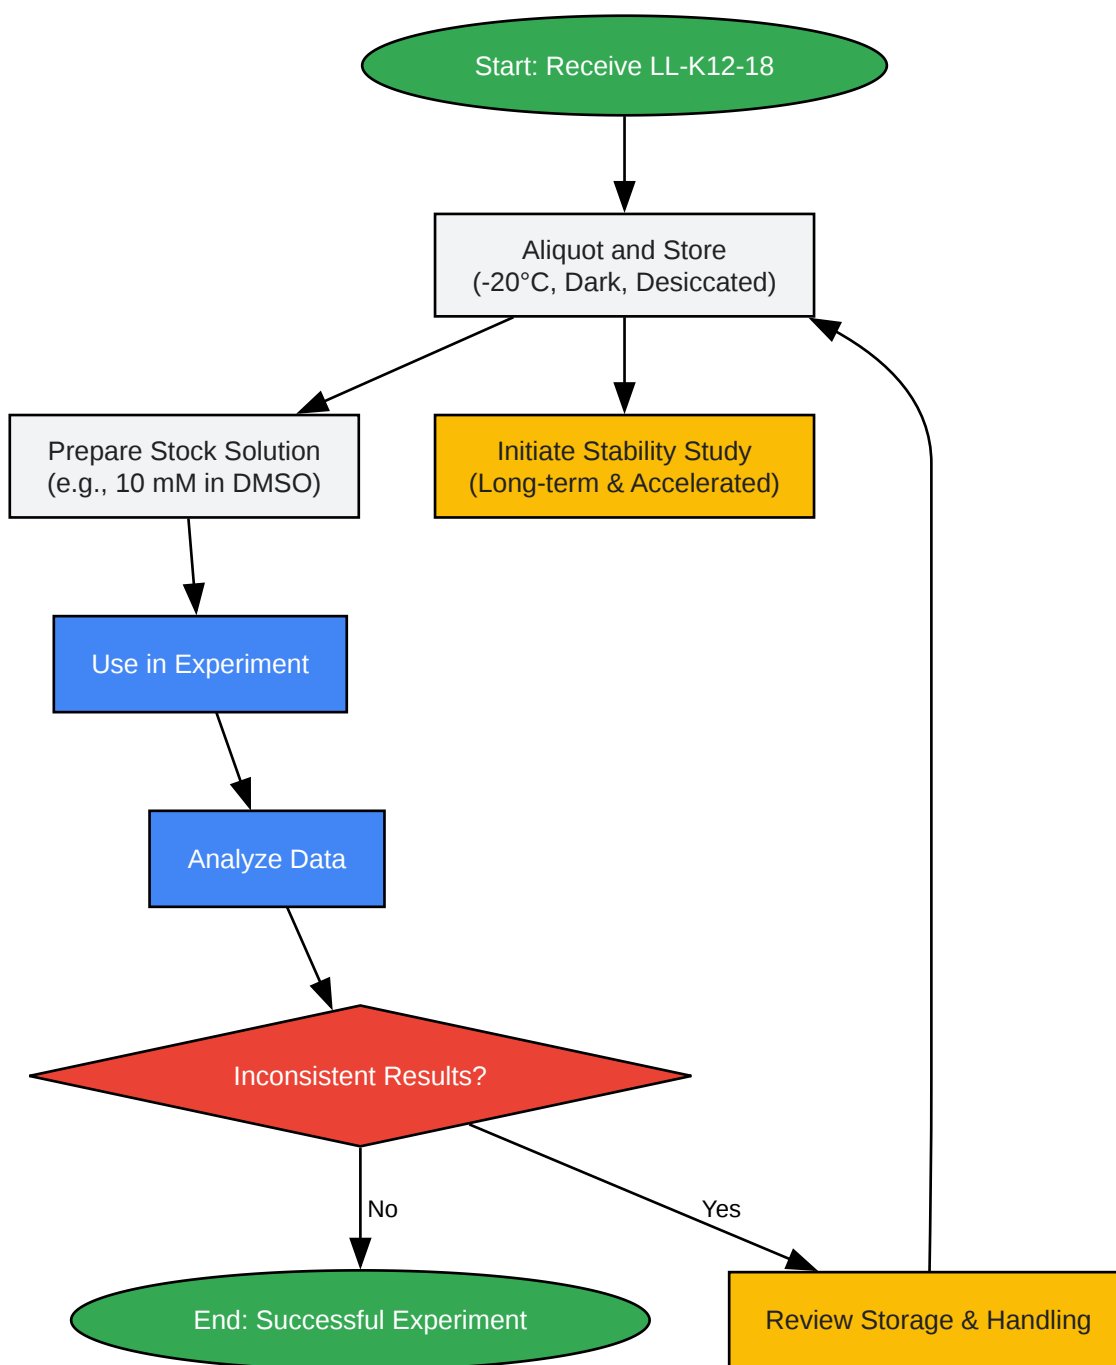 Start: Receive LL-K12-18
Aliquot and Store
(-20°C, Dark, Desiccated)
Prepare Stock Solution
(e.g., 10 mM in DMSO)
Initiate Stability Study
(Long-term & Accelerated)
Use in Experiment
Analyze Data
Inconsistent Results?
No
Yes
End: Successful Experiment
Review Storage & Handling